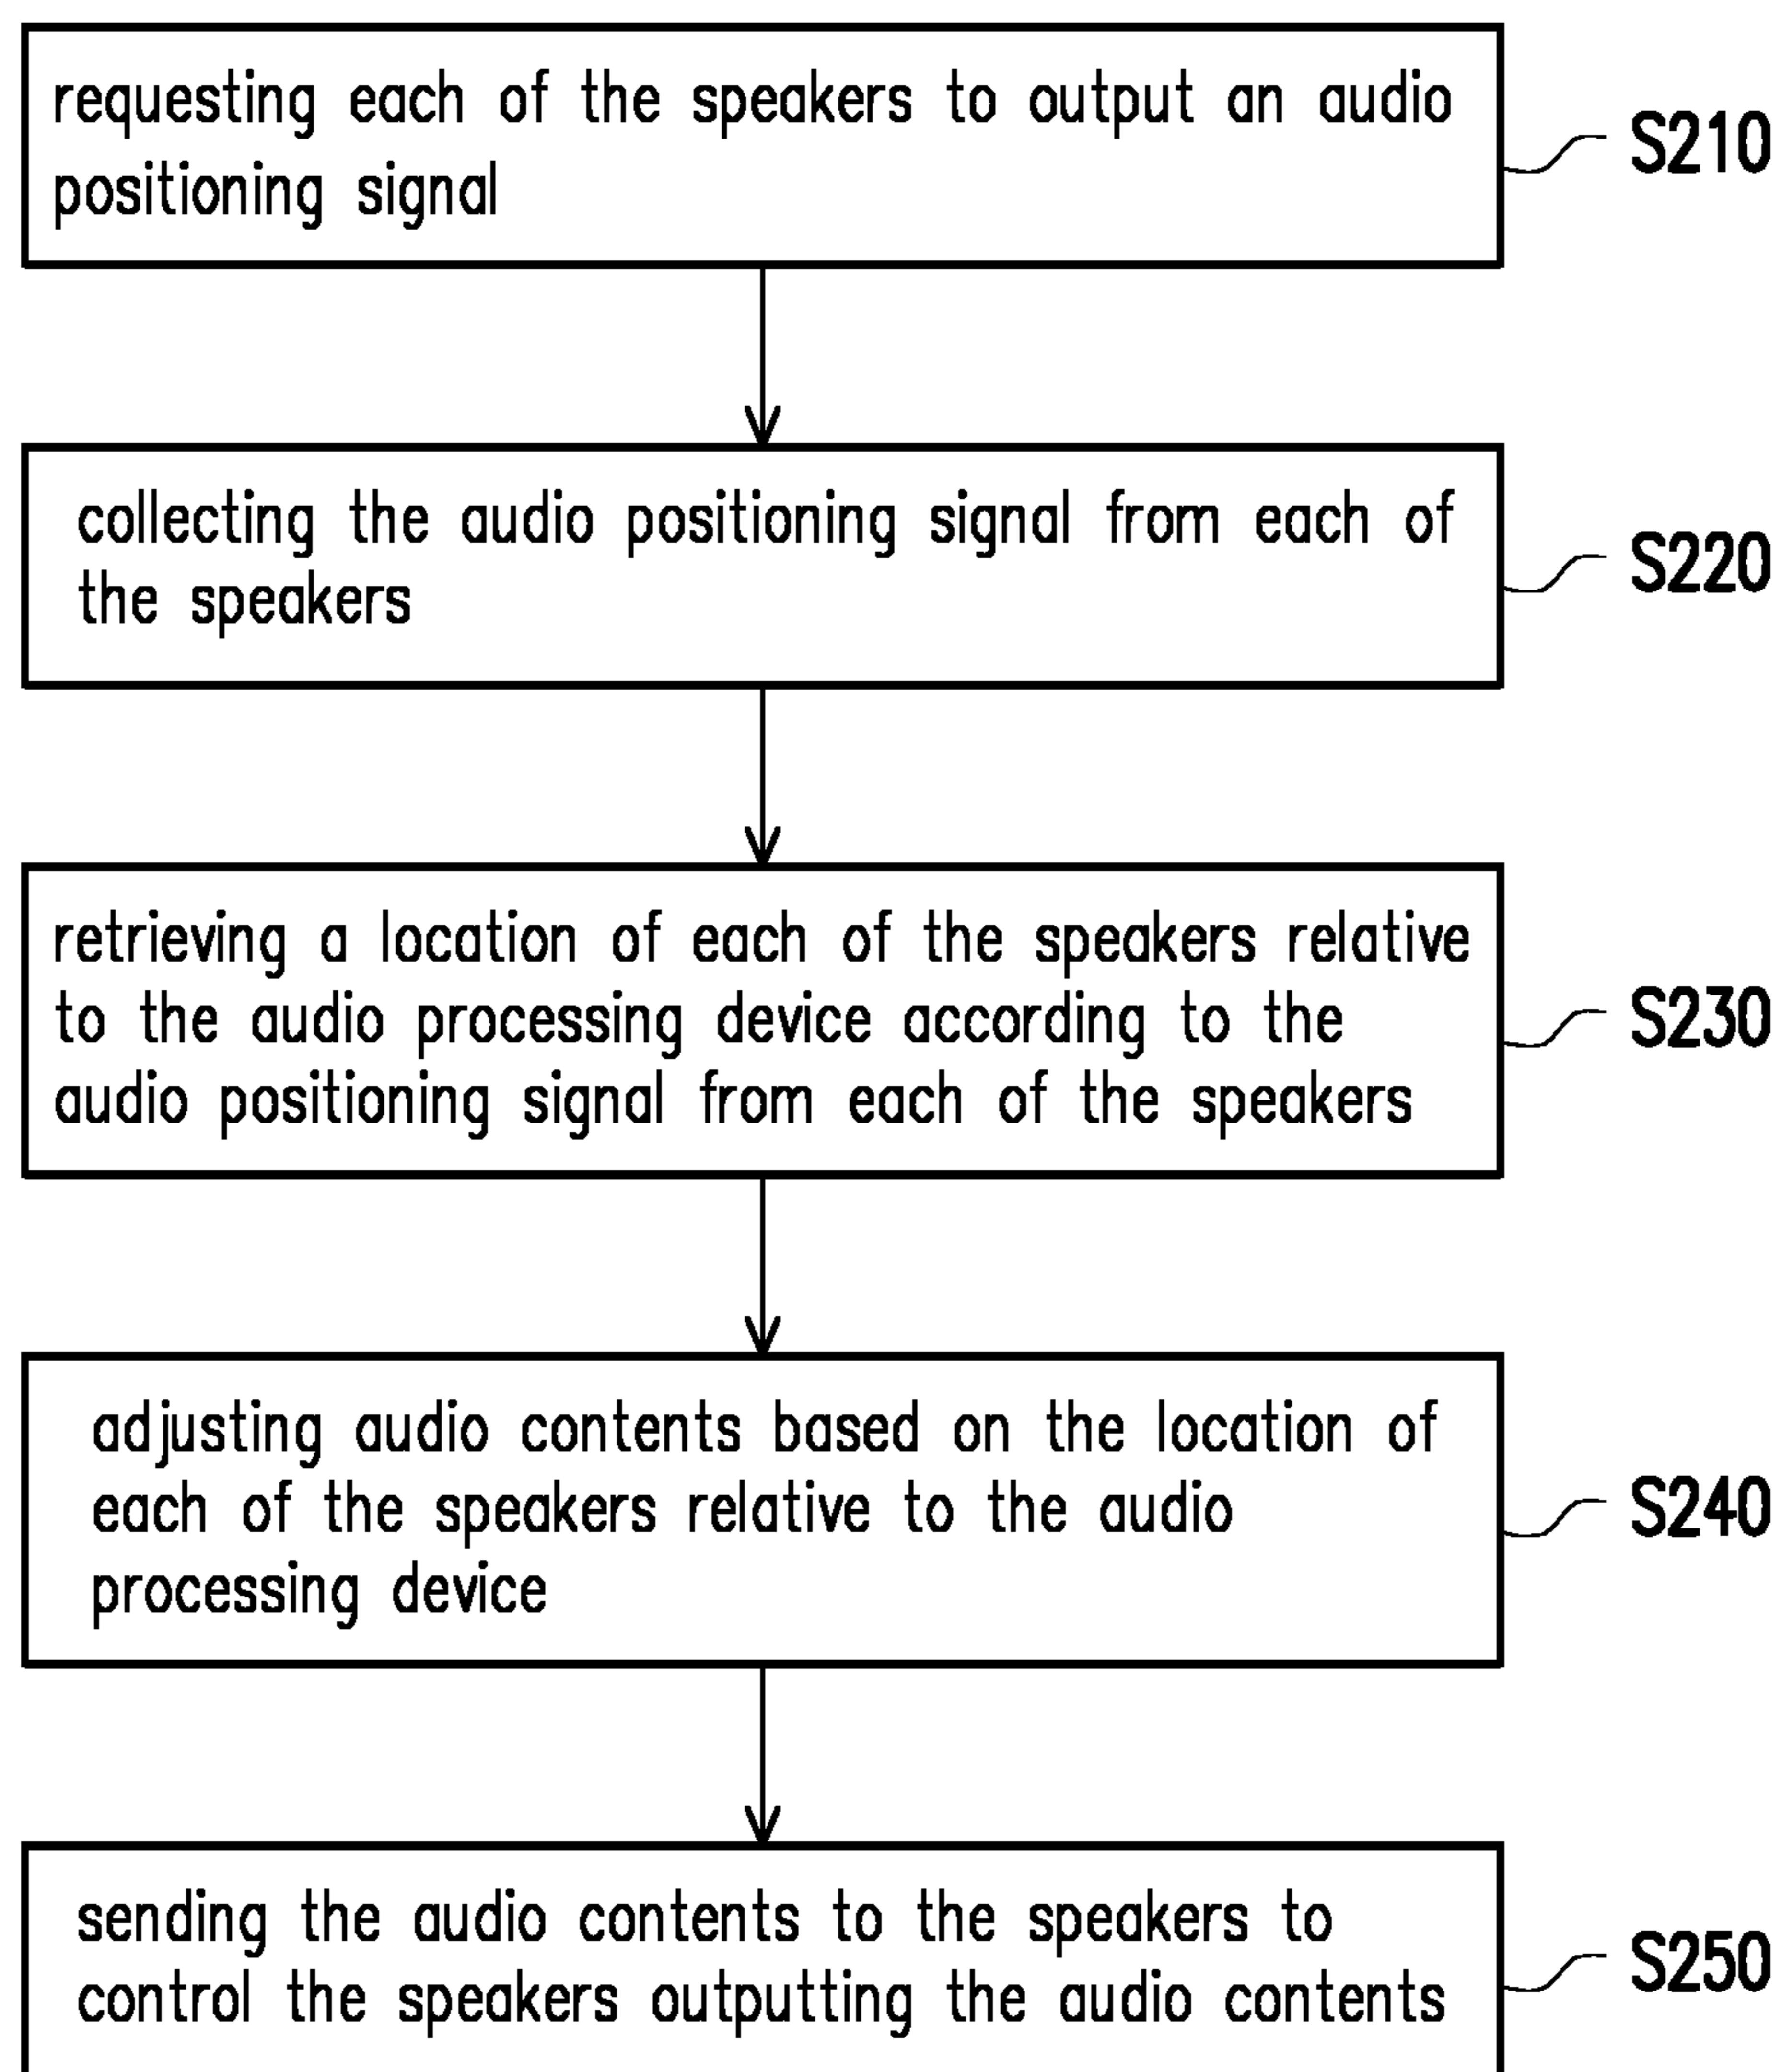 requesting each of the speakers to output an audio
positioning signal
S210
collecting the audio positioning signal from each of
the speakers
S220
retrieving a location of each of the speakers relative
to the audio processing device according to the
audio positioning signal from each of the speakers
S230
adjusting audio contents based on the location of
each of the speakers relative to the audio
processing device
S240
sending the audio contents to the speakers to
control the speakers outputting the audio contents
S250